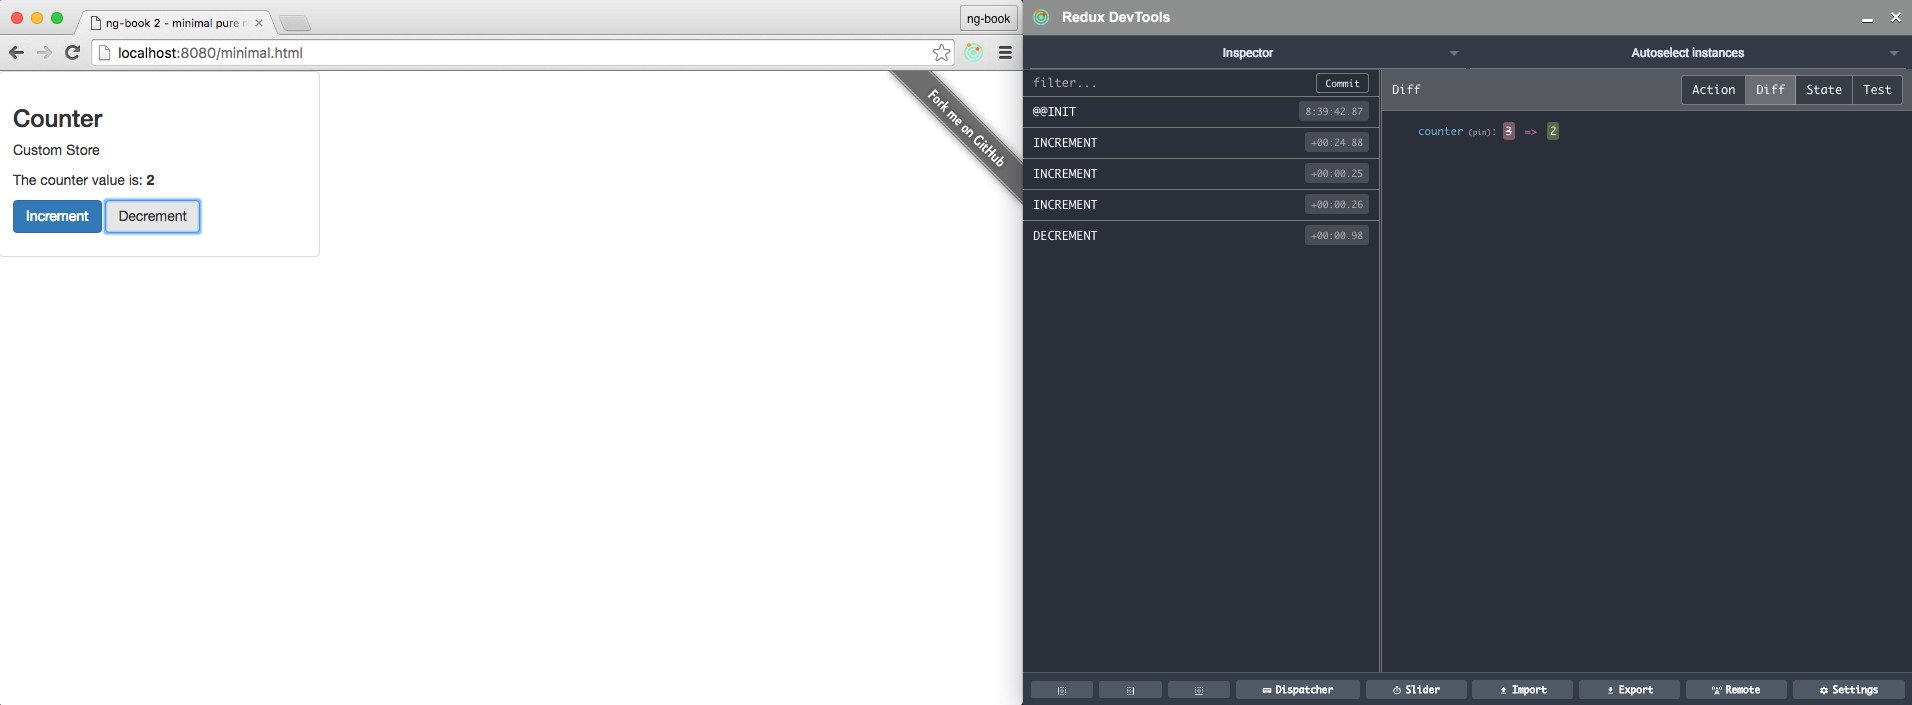 ng-book 2 - minimal pure r
ng-book
localhost:8080/minimal.html
Fork me on GitHub
Counter
Custom Store
The counter value is: 2
Increment
Decrement
Redux DevTools
Inspector
Autoselect instances
filter...
Commit
@@INIT
8:39:42.87
INCREMENT
+00:24.88
INCREMENT
+00:00.25
INCREMENT
+00:00.26
DECREMENT
+00:00.98
Diff
Action
Diff
State
Test
counter (pin): 3 => 2
Dispatcher
Slider
Import
Export
Remote
Settings